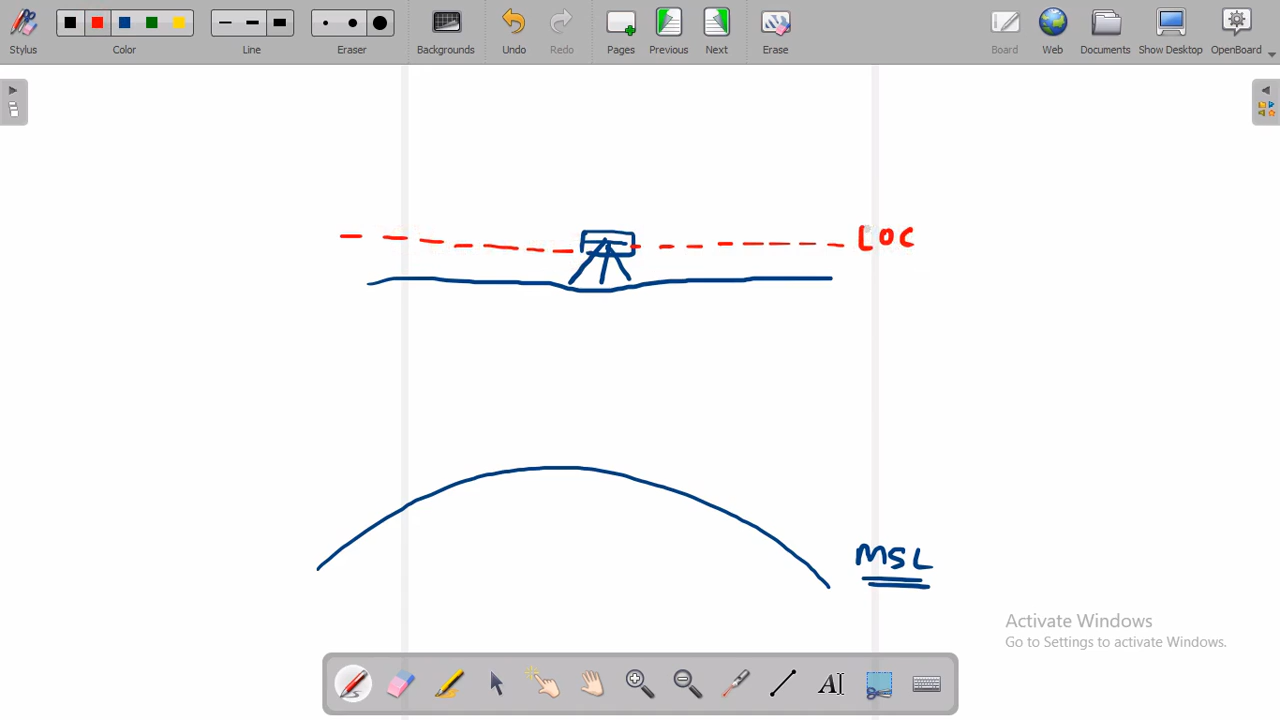 Stylus
Color
Line
Eraser
Backgrounds
Undo
Redo
Pages
Previous
Next
Erase
Board
Web
Documents
Show Desktop
OpenBoard
LOC
MSL
Activate Windows
Go to Settings to activate Windows.
AI